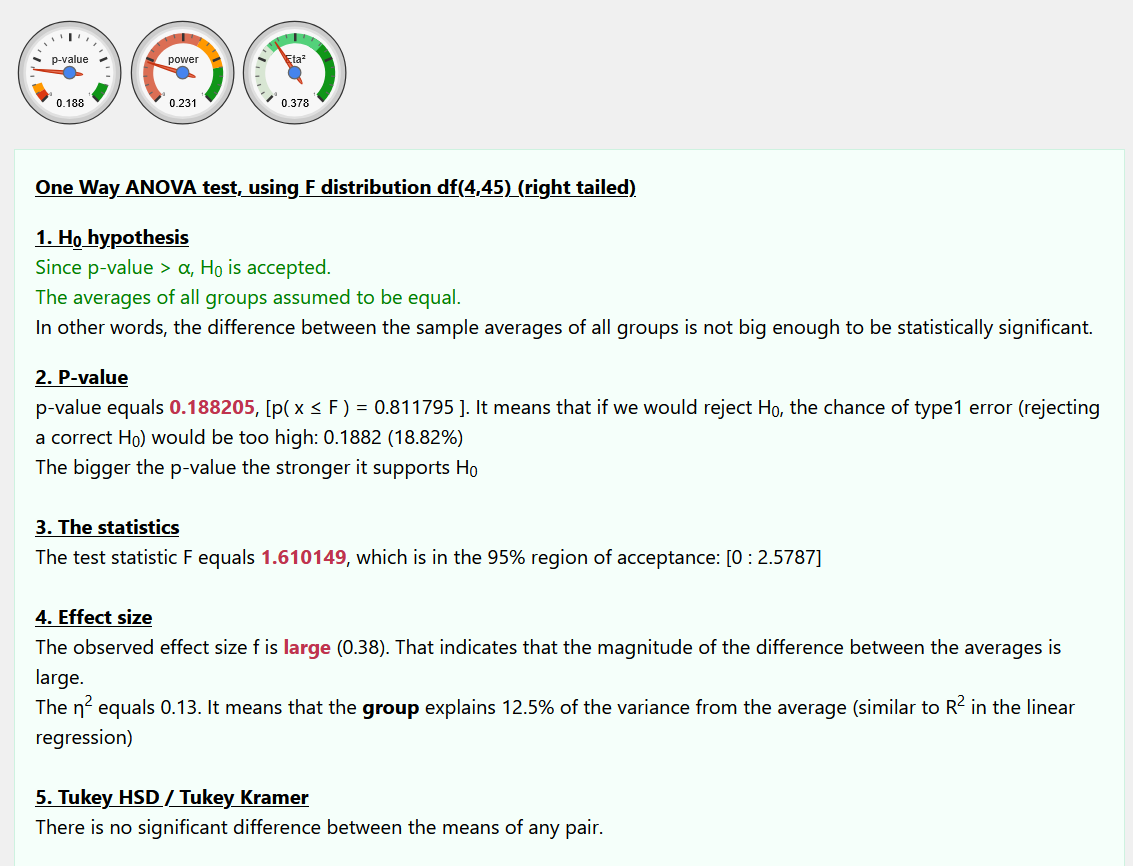 p-value power Eta²
0.188 0.231 0.378
One Way ANOVA test, using F distribution df(4,45) (right tailed)
1. H₀ hypothesis
Since p-value > α, H₀ is accepted.
The averages of all groups assumed to be equal.
In other words, the difference between the sample averages of all groups is not big enough to be statistically significant.
2. P-value
p-value equals 0.188205, [p( x ≤ F ) = 0.811795 ]. It means that if we would reject H₀, the chance of type1 error (rejecting
a correct H₀) would be too high: 0.1882 (18.82%)
The bigger the p-value the stronger it supports H₀
3. The statistics
The test statistic F equals 1.610149, which is in the 95% region of acceptance: [0 : 2.5787]
4. Effect size
The observed effect size f is large (0.38). That indicates that the magnitude of the difference between the averages is
large.
The η² equals 0.13. It means that the group explains 12.5% of the variance from the average (similar to R² in the linear
regression)
5. Tukey HSD / Tukey Kramer
There is no significant difference between the means of any pair.